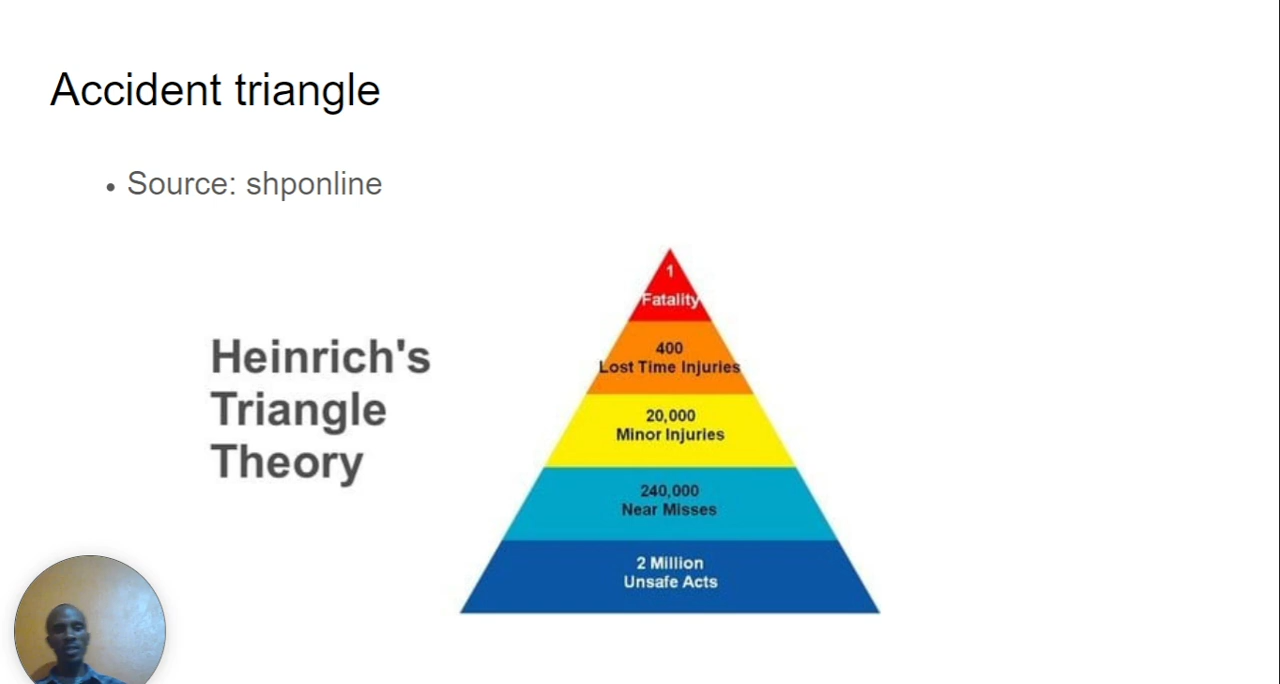 Accident triangle
• Source: shponline
Heinrich's
Triangle
Theory
1
Fatality
400
Lost Time Injuries
20,000
Minor Injuries
240,000
Near Misses
2 Million
Unsafe Acts